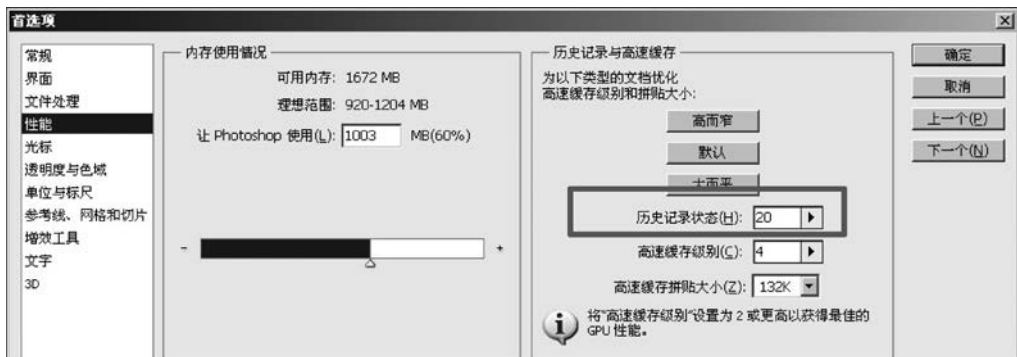 首选项
常规
界面
文件处理
性能
光标
透明度与色域
单位与标尺
参考线、网格和切片
增效工具
文字
3D
内存使用情况
可用内存: 1672 MB
理想范围: 920-1204 MB
让 Photoshop 使用(L): 1003 MB(60%)
- +
历史记录与高速缓存
为以下类型的文档优化
高速缓存级别和拼贴大小:
高而窄
默认
大而平
历史记录状态(H): 20
高速缓存级别(C): 4
高速缓存拼贴大小(Z): 132K
将“高速缓存级别”设置为 2 或更高以获得最佳的
GPU 性能。
确定
取消
上一个(P)
下一个(N)